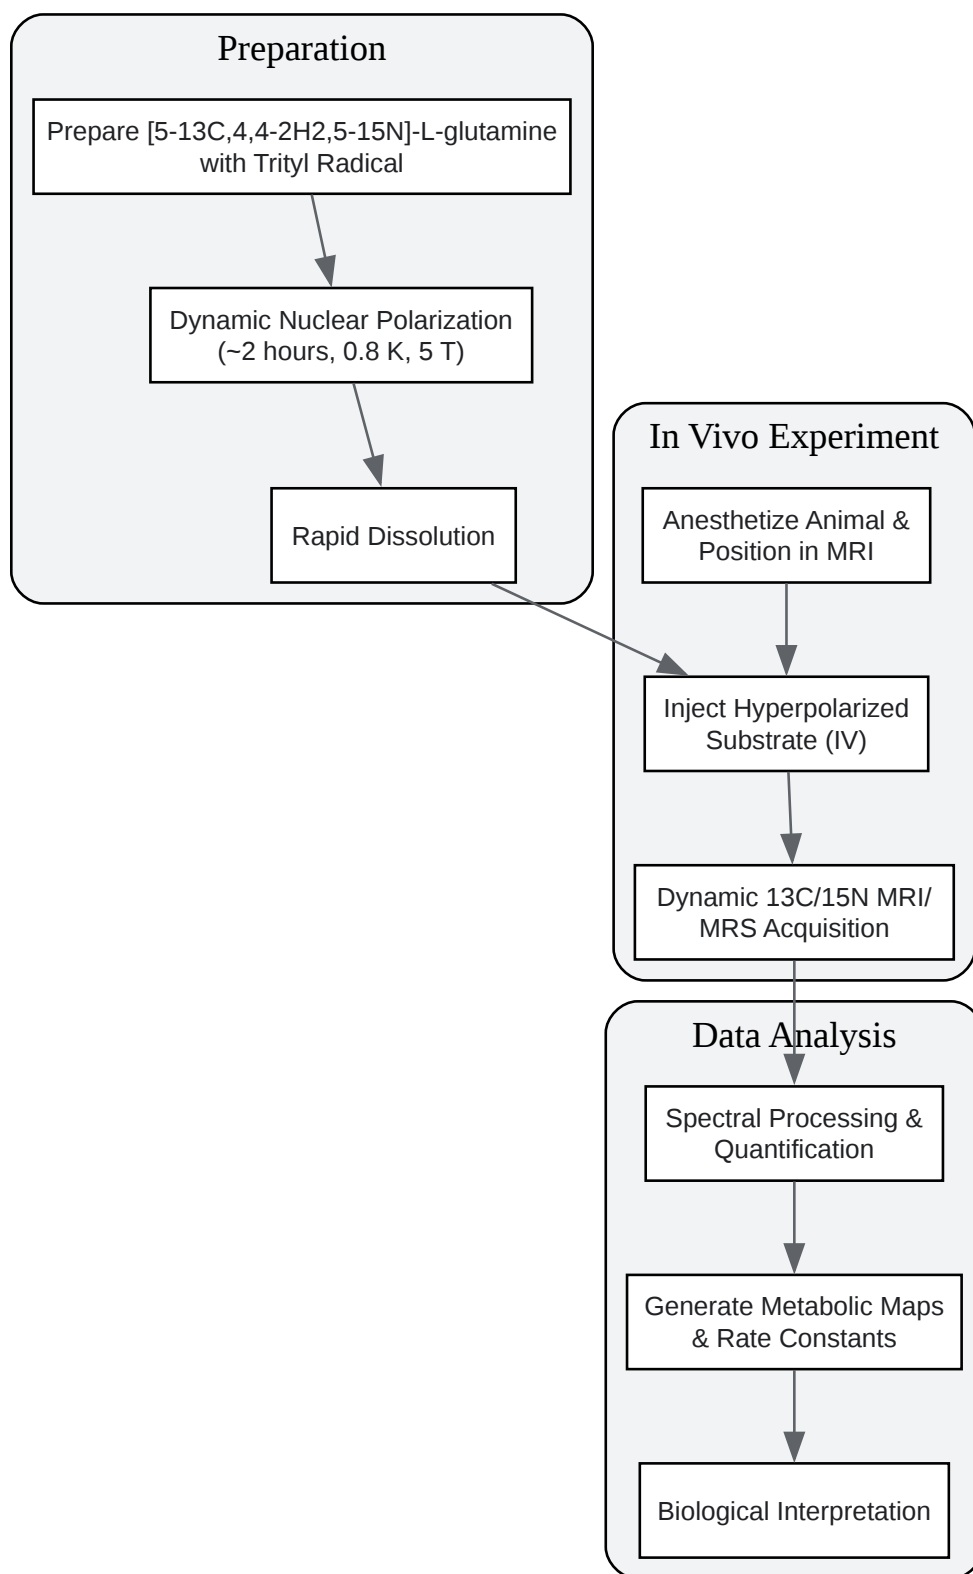 Preparation
Prepare [5-13C,4,4-2H2,5-15N]-L-glutamine
with Trityl Radical
Dynamic Nuclear Polarization
(~2 hours, 0.8 K, 5 T)
Rapid Dissolution
In Vivo Experiment
Anesthetize Animal &
Position in MRI
Inject Hyperpolarized
Substrate (IV)
Dynamic 13C/15N MRI/
MRS Acquisition
Data Analysis
Spectral Processing &
Quantification
Generate Metabolic Maps
& Rate Constants
Biological Interpretation